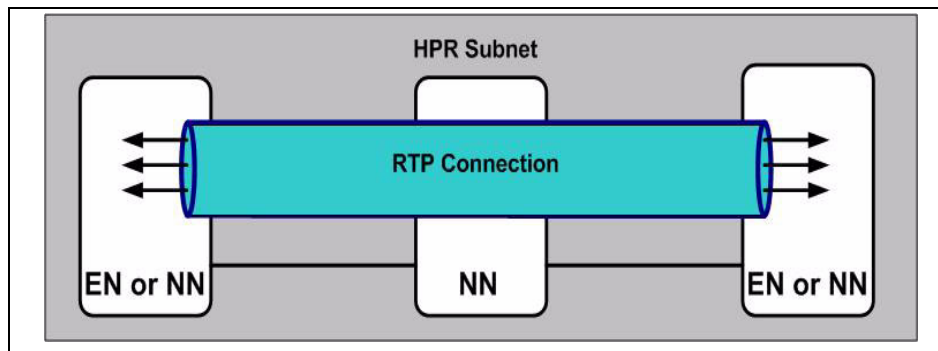 HPR Subnet
RTP Connection
EN or NN
NN
EN or NN